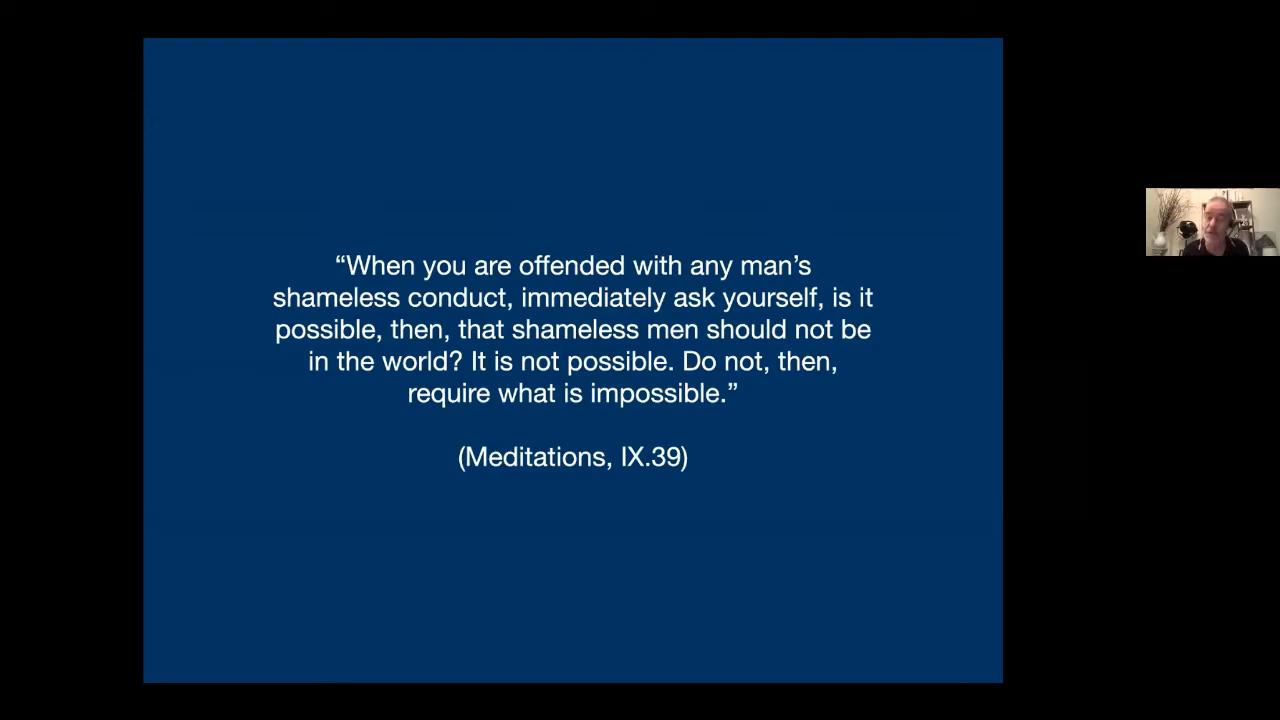 “When you are offended with any man’s
shameless conduct, immediately ask yourself, is it
possible, then, that shameless men should not be
in the world? It is not possible. Do not, then,
require what is impossible.”
(Meditations, IX.39)